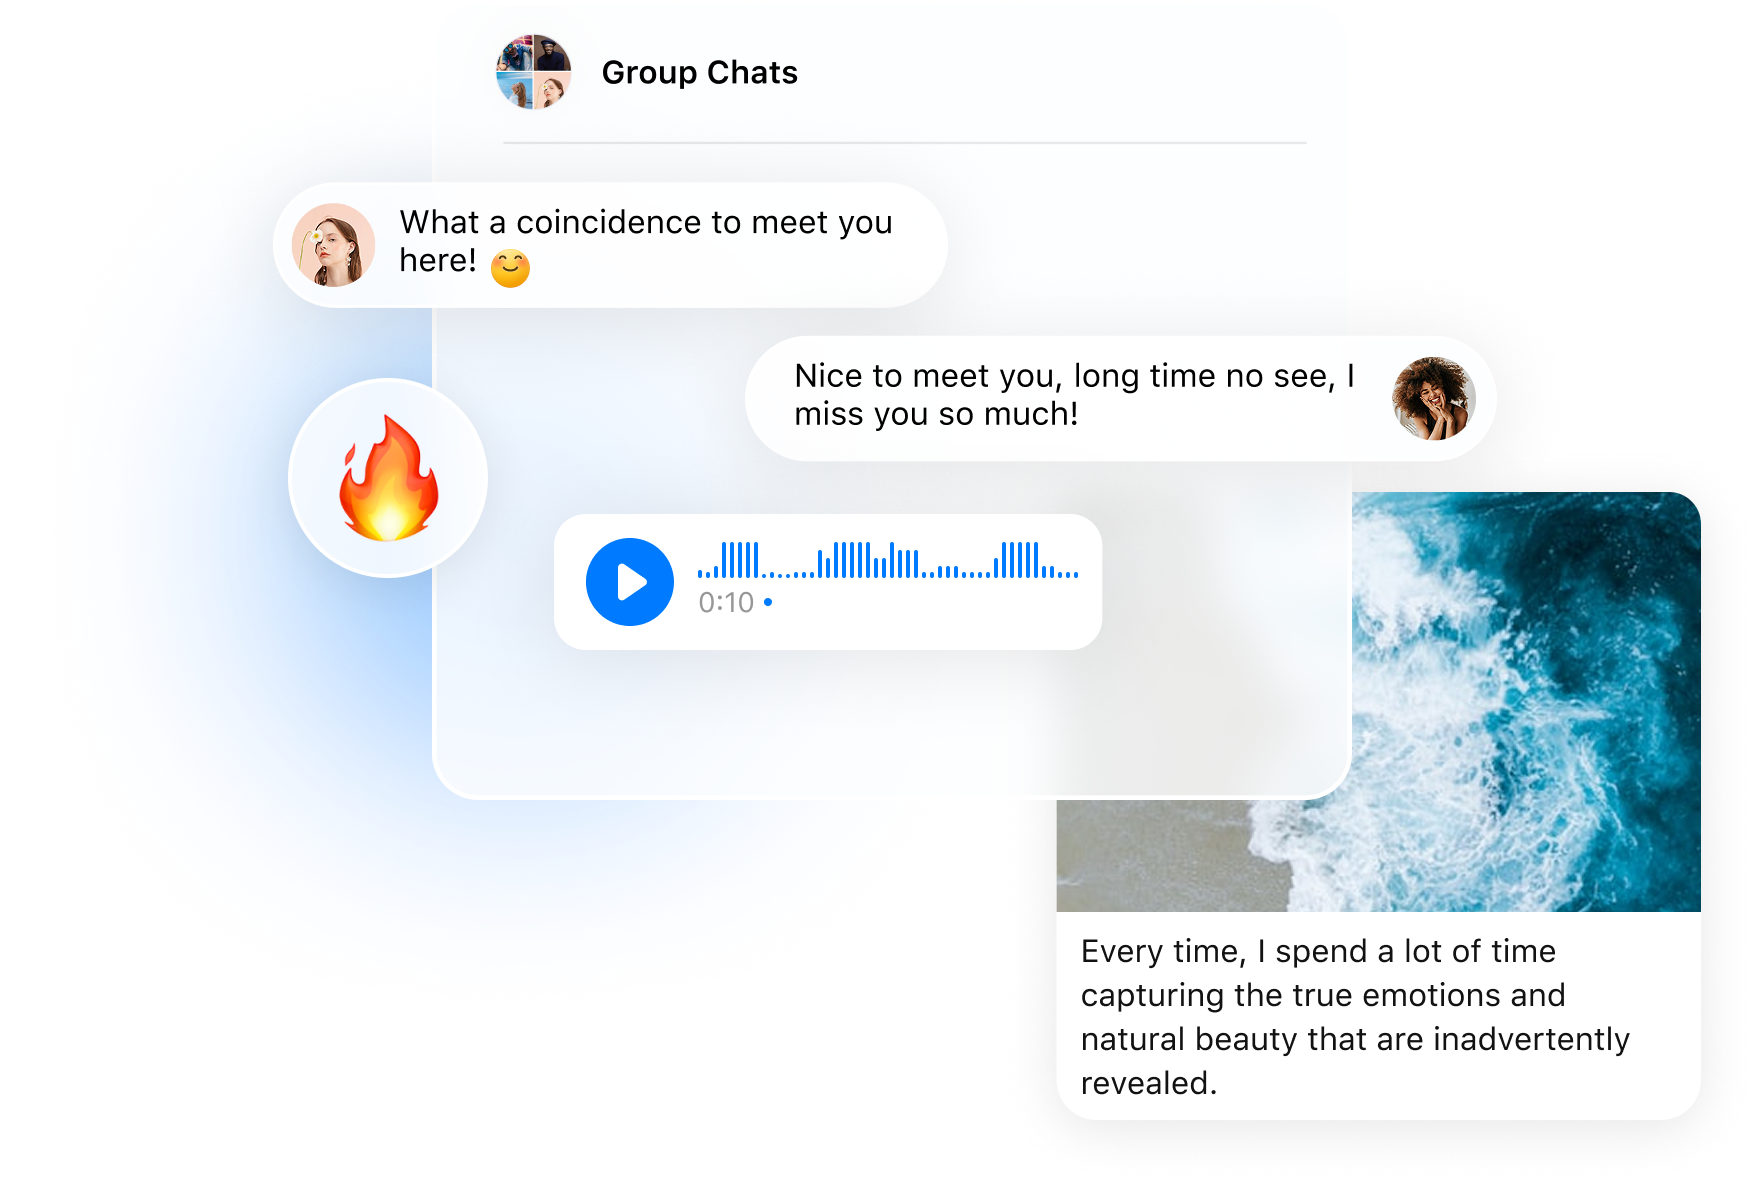 Group Chats
What a coincidence to meet you
here! 😊
Nice to meet you, long time no see, I
miss you so much!
0:10
Every time, I spend a lot of time
capturing the true emotions and
natural beauty that are inadvertently
revealed.